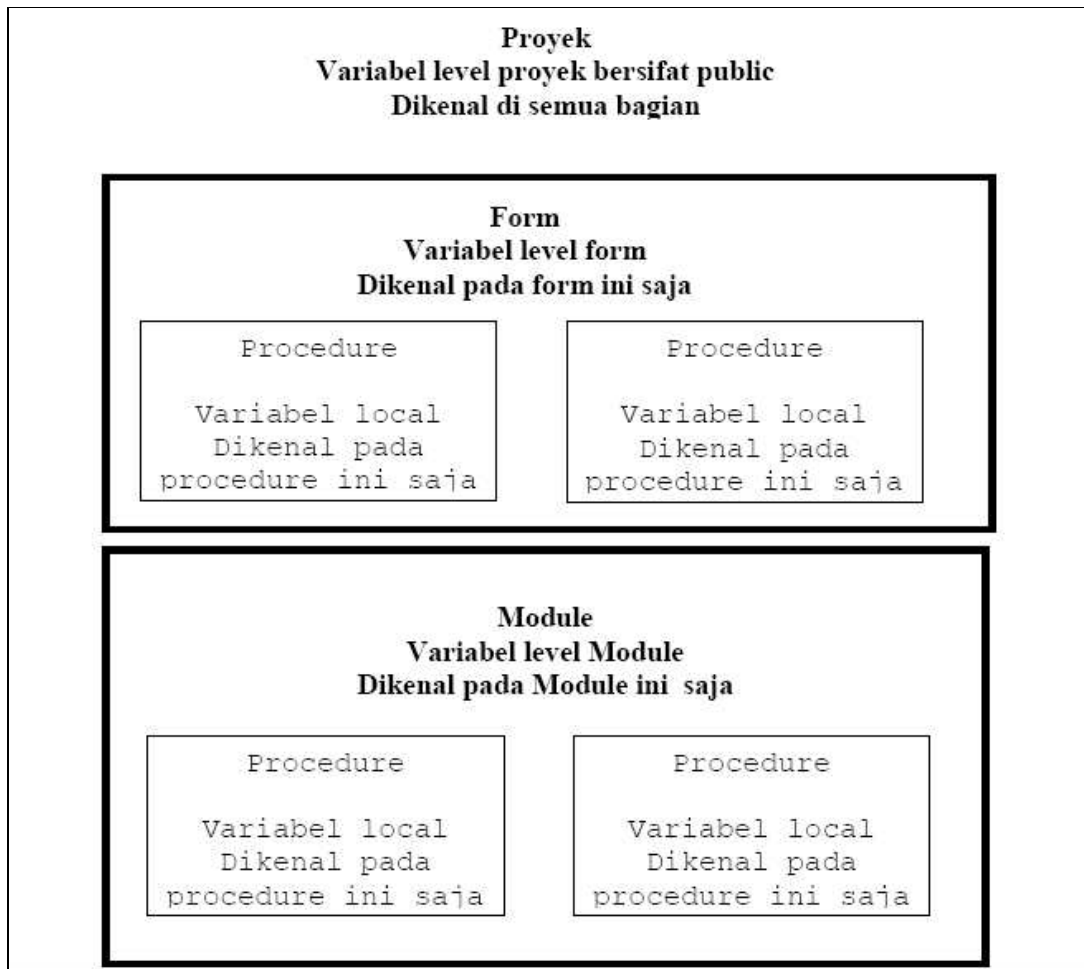 Proyek
Variabel level proyek bersifat public
Dikenal di semua bagian
Form
Variabel level form
Dikenal pada form ini saja
Procedure
Variabel local
Dikenal pada
procedure ini saja
Procedure
Variabel local
Dikenal pada
procedure ini saja
Module
Variabel level Module
Dikenal pada Module ini saja
Procedure
Variabel local
Dikenal pada
procedure ini saja
Procedure
Variabel local
Dikenal pada
procedure ini saja